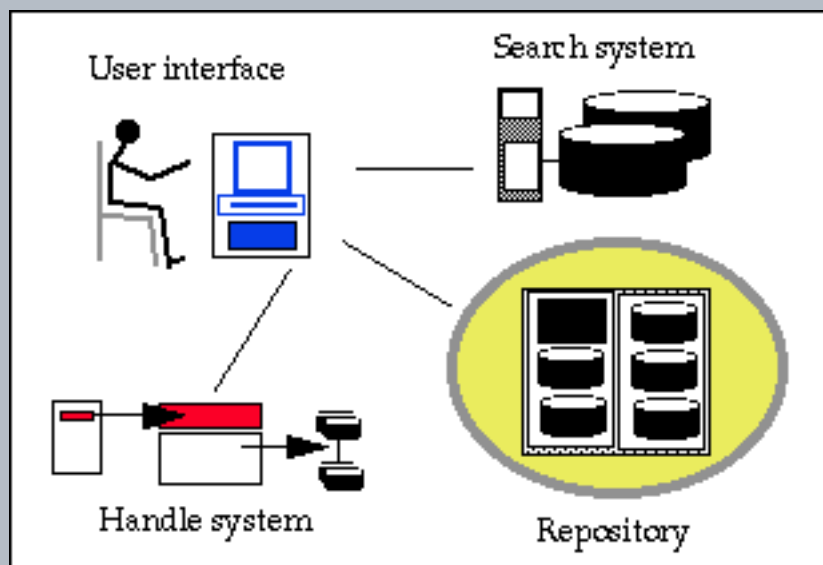 User interface
Search system
Handle system
Repository